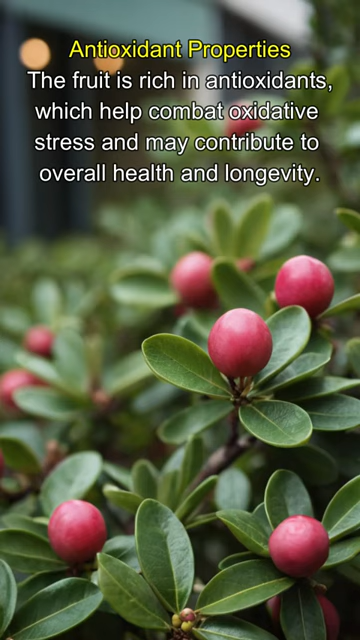 Antioxidant Properties
The fruit is rich in antioxidants,
which help combat oxidative
stress and may contribute to
overall health and longevity.